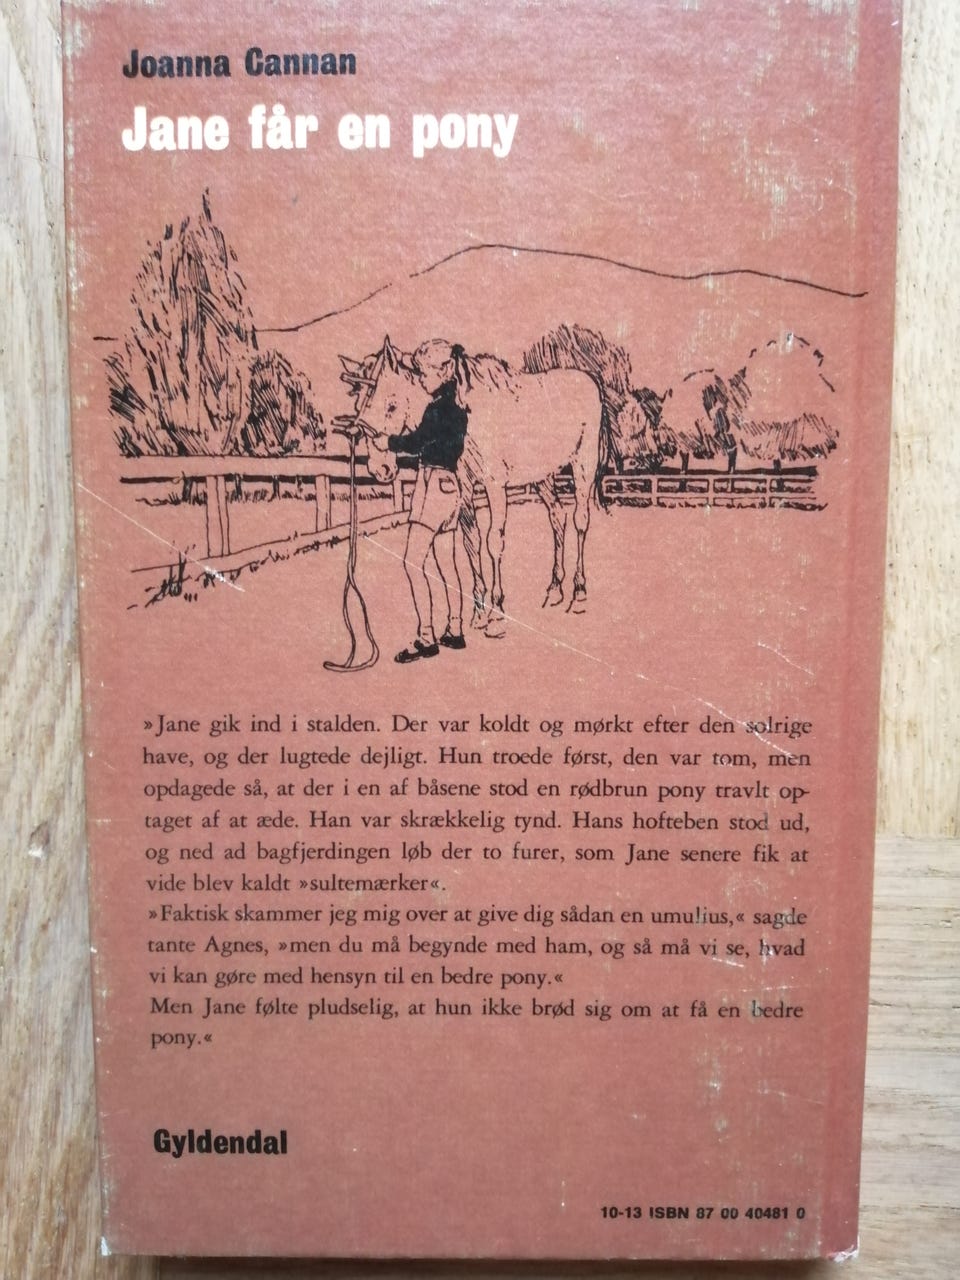 Joanna Cannan
Jane får en pony
»Jane gik ind i stalden. Der var koldt og mørkt efter den solrige
have, og der lugtede dejligt. Hun troede først, den var tom, men
opdagede så, at der i en af båsene stod en rødbrun pony travlt op-
taget af at æde. Han var skrækkelig tynd. Hans hofteben stod ud,
og ned ad bagfjerdingen løb der to furer, som Jane senere fik at
vide blev kaldt »sultemærker«.
»Faktisk skammer jeg mig over at give dig sådan en umulius,« sagde
tante Agnes, »men du må begynde med ham, og så må vi se, hvad
vi kan gøre med hensyn til en bedre pony.«
Men Jane følte pludselig, at hun ikke brød sig om at få en bedre
pony.«
Gyldendal
10-13 ISBN 87 00 40481 0